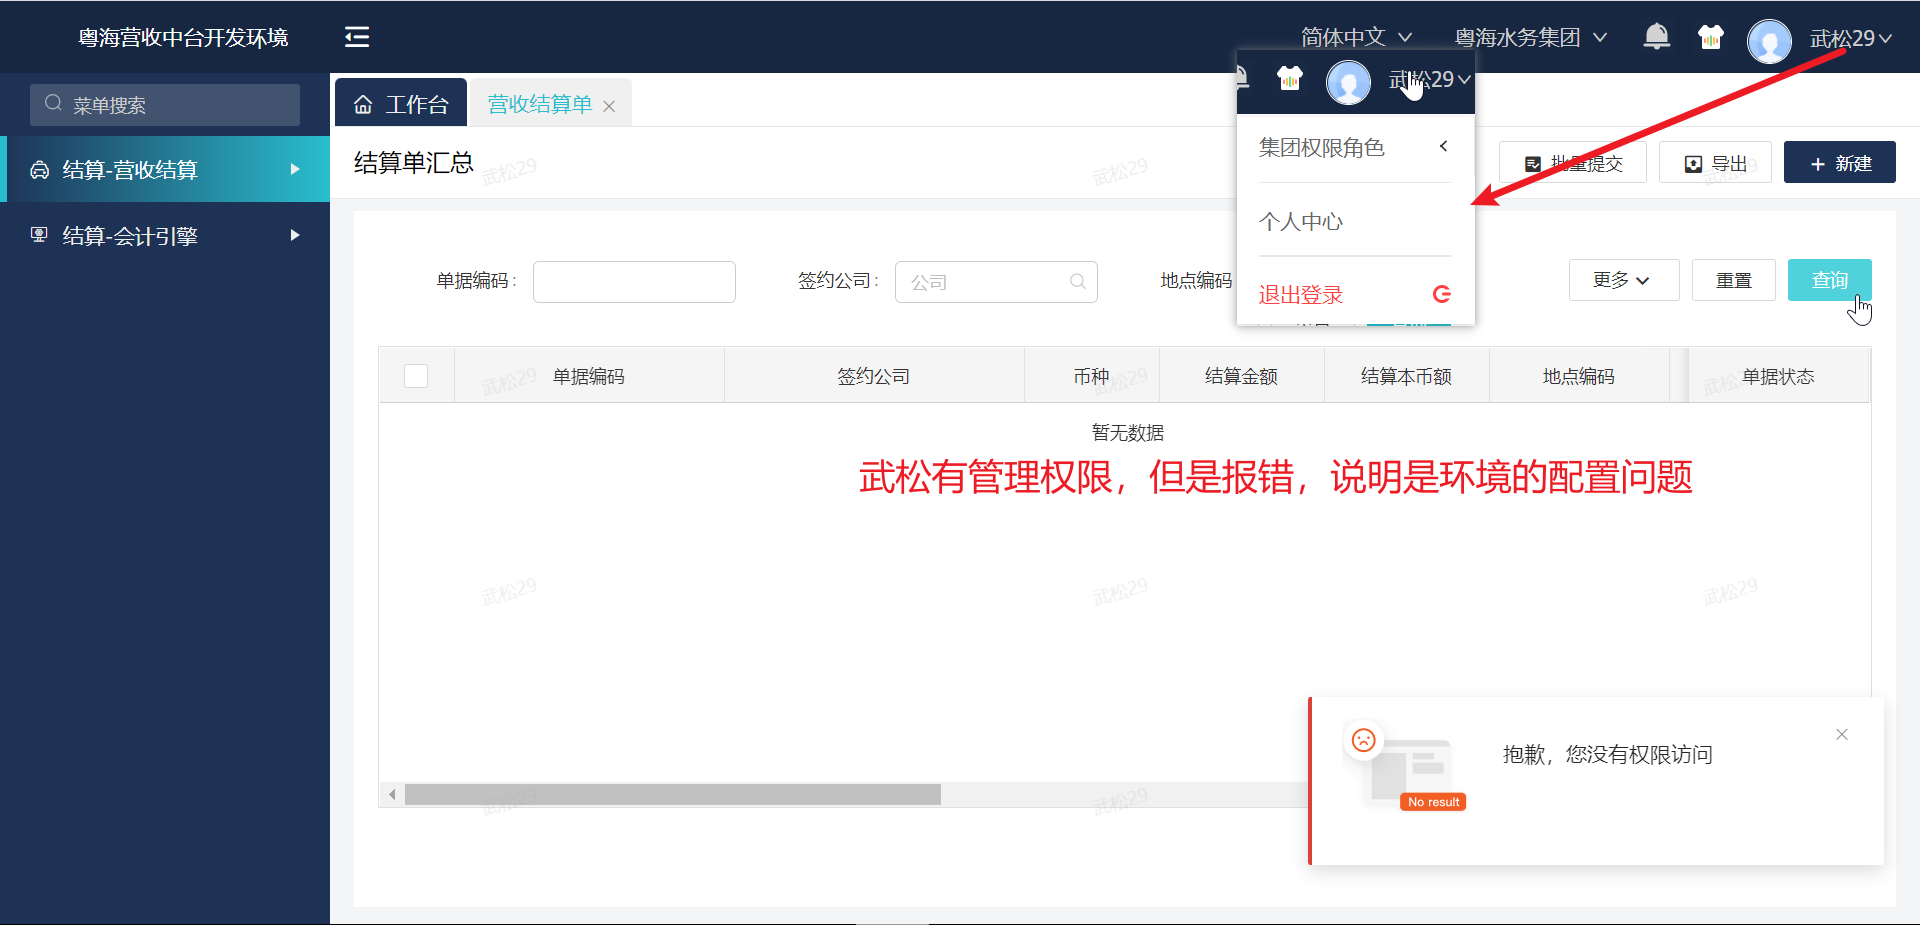 粤海营收中台开发环境
简体中文
粤海水务集团
武松29
菜单搜索
结算-营收结算
结算-会计引擎
工作台
营收结算单
武松29
集团权限角色
个人中心
退出登录
结算单汇总
批量提交
导出
新建
单据编码:
签约公司:
公司
地点编码
更多
重置
查询
单据编码
签约公司
币种
结算金额
结算本币额
地点编码
单据状态
暂无数据
武松有管理权限，但是报错，说明是环境的配置问题
抱歉，您没有权限访问
No result
武松29
武松29
武松29
武松29
武松29
武松29
武松29
武松29
武松29
武松29